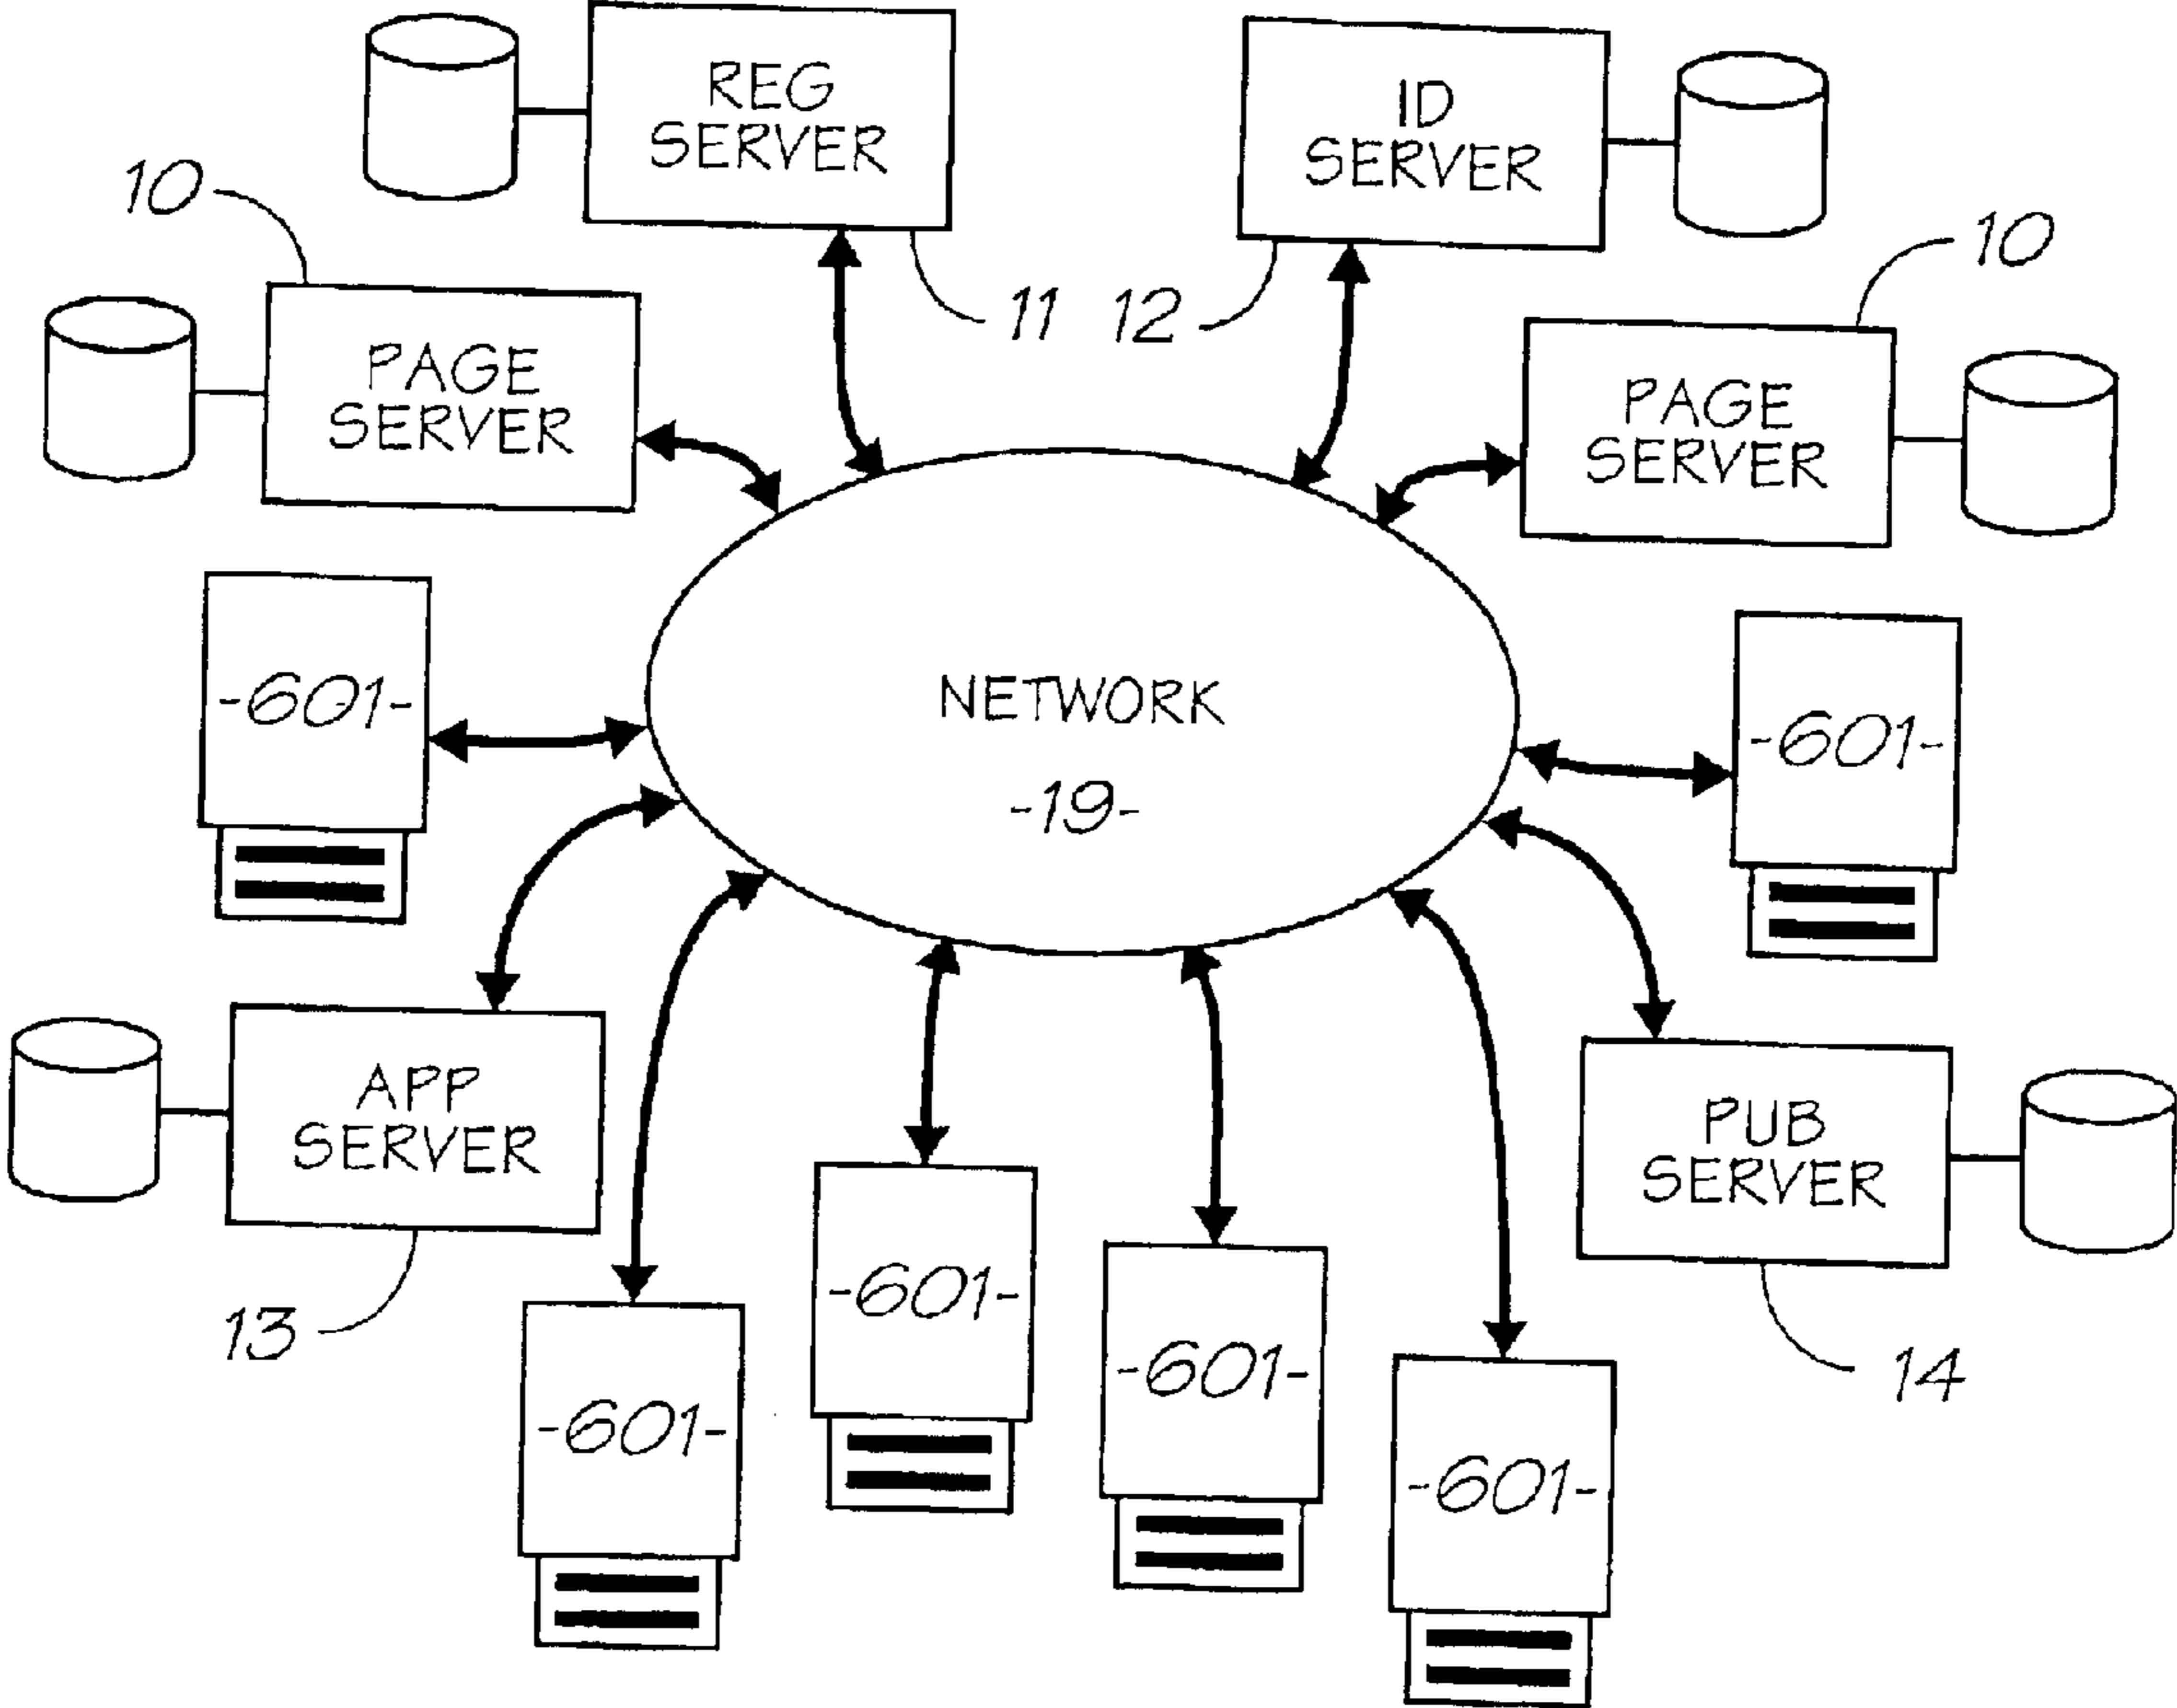 REG
SERVER
ID
SERVER
10
10
11
12
PAGE
SERVER
PAGE
SERVER
-601-
NETWORK
-19-
-601-
APP
SERVER
PUB
SERVER
13
-601-
-601-
-601-
-601-
14